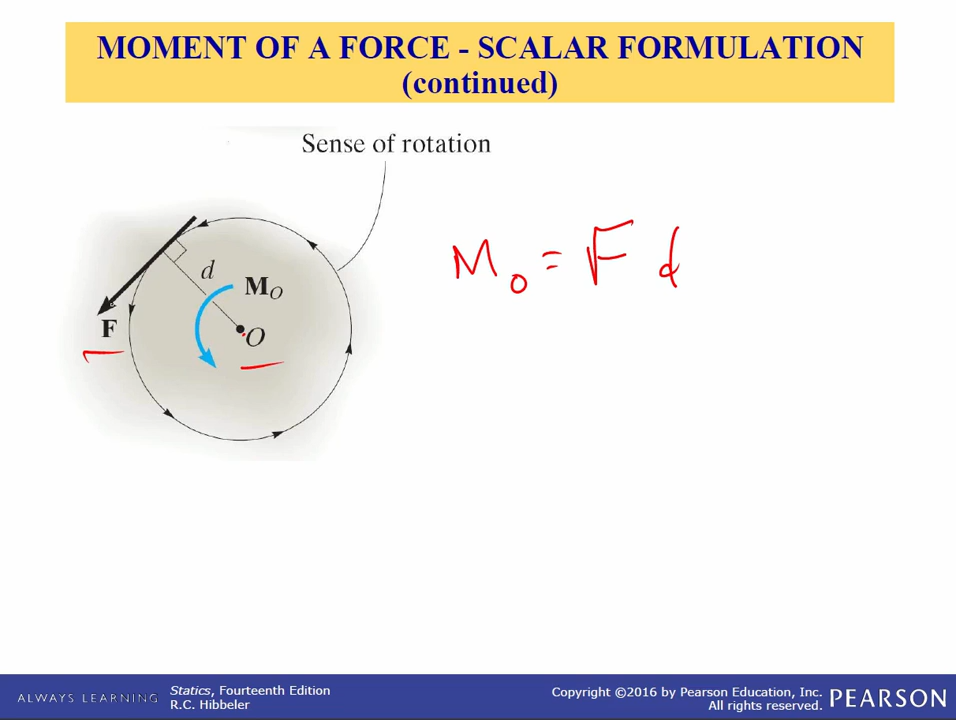 MOMENT OF A FORCE - SCALAR FORMULATION
(continued)
Sense of rotation
d
M_O
F
O
M_o = F d
ALWAYS LEARNING
Statics, Fourteenth Edition
R.C. Hibbeler
Copyright ©2016 by Pearson Education, Inc.
All rights reserved.
PEARSON